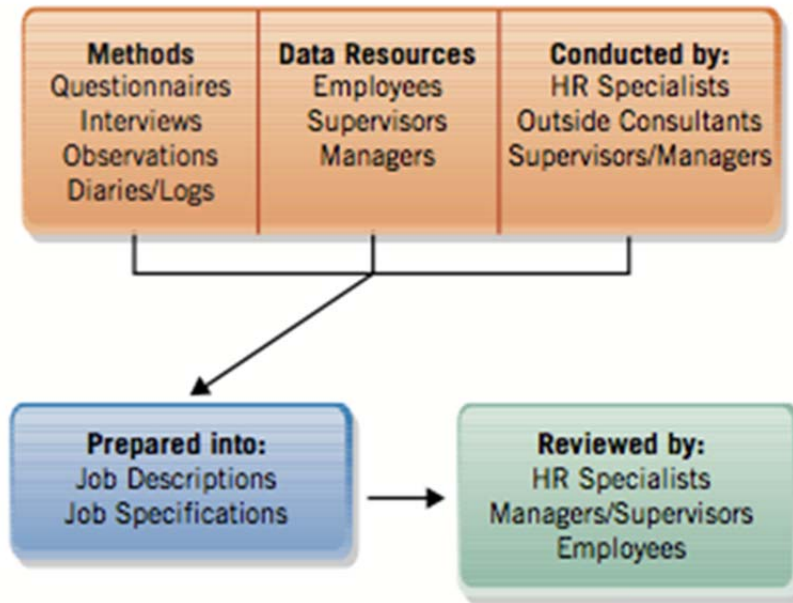 Methods
Questionnaires
Interviews
Observations
Diaries/Logs
Data Resources
Employees
Supervisors
Managers
Conducted by:
HR Specialists
Outside Consultants
Supervisors/Managers
Prepared into:
Job Descriptions
Job Specifications
Reviewed by:
HR Specialists
Managers/Supervisors
Employees